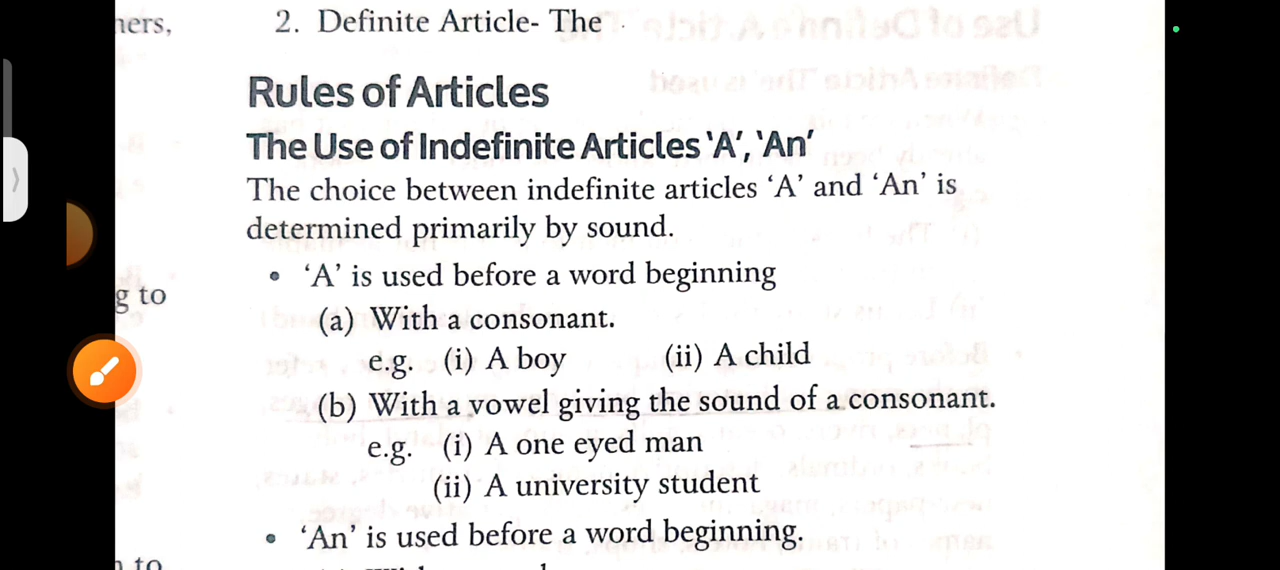 ners,
2. Definite Article- The
Rules of Articles
The Use of Indefinite Articles 'A', 'An'
The choice between indefinite articles 'A' and 'An' is
determined primarily by sound.
• 'A' is used before a word beginning
(a) With a consonant.
g to
e.g. (i) A boy (ii) A child
(b) With a vowel giving the sound of a consonant.
e.g. (i) A one eyed man
(ii) A university student
• 'An' is used before a word beginning.
to